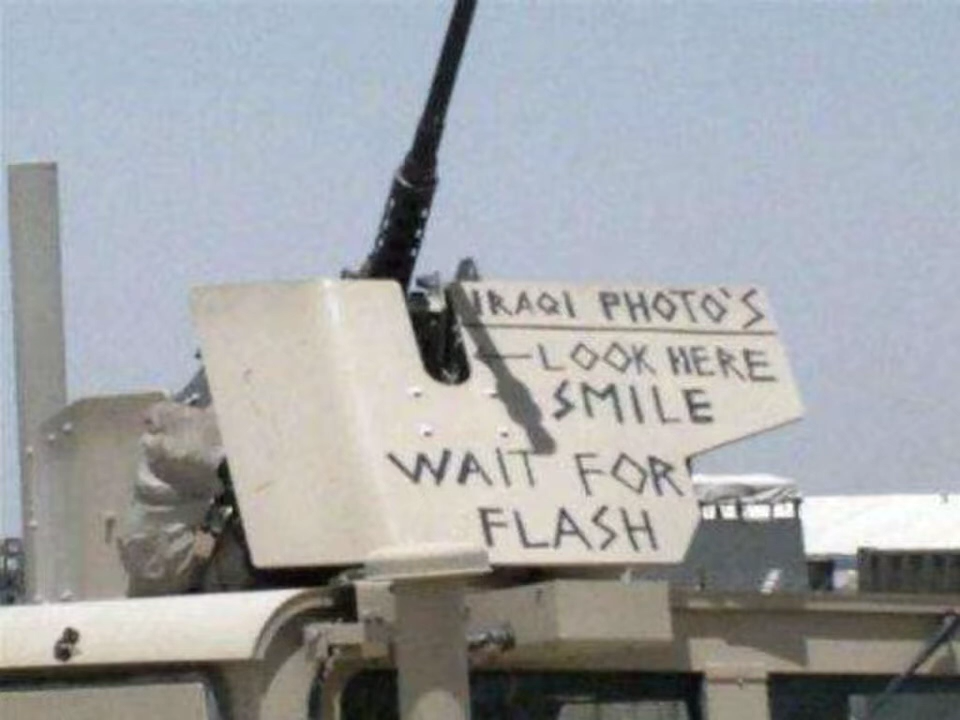 IRAQI PHOTO'S
LOOK HERE
SMILE
WAIT FOR
FLASH